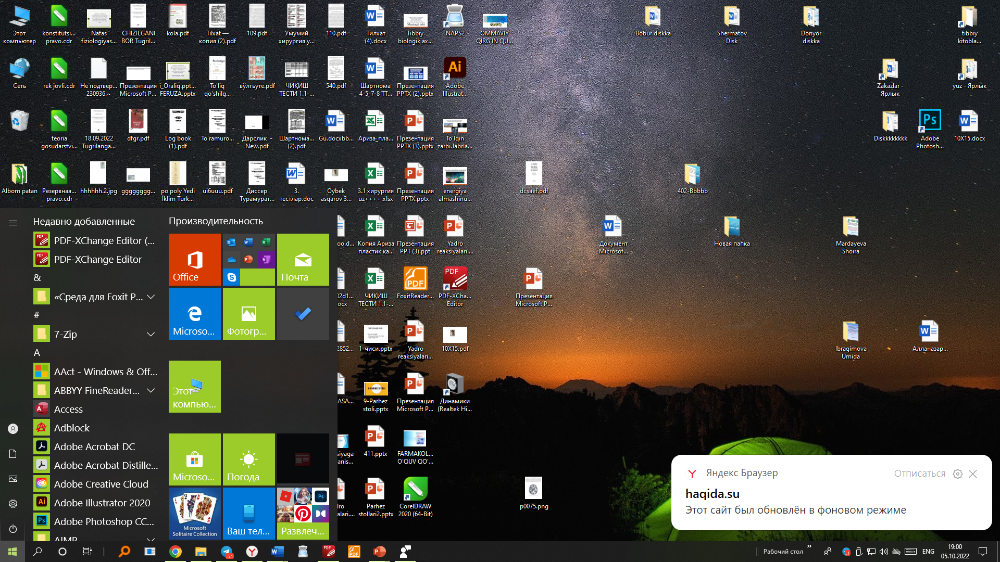 Этот
компьютер
konstitutsi...
pravo.cdr
Nafas
fiziologiyas...
CHIZILGANI
BOR Tugril...
kola.pdf
Tilxat —
копия (2).pdf
109.pdf
Умумий
хирургия у...
110.pdf
Тилхат
(4).docx
Tibbiy
biologik ax...
NAPS2
OMMAVIY
QIRG'IN QU...
Bobur diskka
Shermatov
Disk
Donyor
diskka
tibbiy
kitobla...
Сеть
rek jovli.cdr
Не подтвер...
230936.~
Презентация
Microsoft P...
i_Oraliq.ppt...
FERUZA.pptx
To'liq
qo'shilg...
вўлгьуте.pdf
ЧИҚИШ
ТЕСТИ 1.1-...
540.pdf
Шартнома
4-5-7-8 ТТ...
Презентация
PPTX (2).pptx
Adobe
Illustrat...
Zakazlar -
Ярлык
yuz - Ярлык
teoria
gosudarstvi...
18.09.2022
Tugrilanga...
dfgr.pdf
Log book
(1).pdf
To'ramuro...
Дарслик -
New.pdf
Шартнома...
(2).pdf
Gu.docxbb...
Ариза_пла...
Презентация
PPTX (3).pptx
To'lqin
zarbi.Jabrla...
Diskkkkkkkk
Adobe
Photosh...
10X15.docx
Albom patan
Резервная...
pravo.cdr
hhhhhh.2.jpg
gggggggg...
po poly Yedi
Iklim Türk...
uiбuuu.pdf
Диссер
Турамурат...
3.
тестлар.doc
Oybek
asqarov 3...
3.1 хирургия
uz++++.xlsx
Презентация
PPTX.pptx
energiya
almashinu...
dcsaef.pdf
402-Bbbbb
Недавно добавленные
PDF-XChange Editor (...
PDF-XChange Editor
&
«Среда для Foxit P...
#
7-Zip
A
AAct - Windows & Off...
ABBYY FineReader...
Access
Adblock
Adobe Acrobat DC
Adobe Acrobat Distille...
Adobe Creative Cloud
Adobe Illustrator 2020
Adobe Photoshop CC...
AIMP
Производительность
Office
Почта
Microso...
Фотогр...
Этот
компью...
Microso...
Погода
Microsoft
Solitaire Collection
Ваш тел...
Развлеч...
oo.d...
Копия Ариза
пластик ка...
Презентация
PPT (3).ppt
Yadro
reaksiyalari....
Документ
Microsof...
Новая папка
Mardayeva
Shoira
02d1...
ocx
ЧИҚИШ
ТЕСТИ 1.1-...
FoxitReader...
PDF-XCha...
Editor
Презентация
Microsoft P...
2852...
1-чиси.pptx
Yadro
reaksiyalari...
10X15.pdf
Ibragimova
Umida
Алланазар...
ASA...
9-PARHEZ STOLI
9-Parhez
stoli.pptx
Презентация
Microsoft P...
Динамики
(Realtek Hi...
siyaga
anis...
411.pptx
FARMAKOL...
O'QUV QO'...
dro
alari....
Parhez
stollari2.pptx
CorelDRAW
2020 (64-Bit)
p0075.png
Яндекс Браузер
Отписаться
haqida.su
Этот сайт был обновлён в фоновом режиме
Рабочий стол
ENG
19:00
05.10.2022